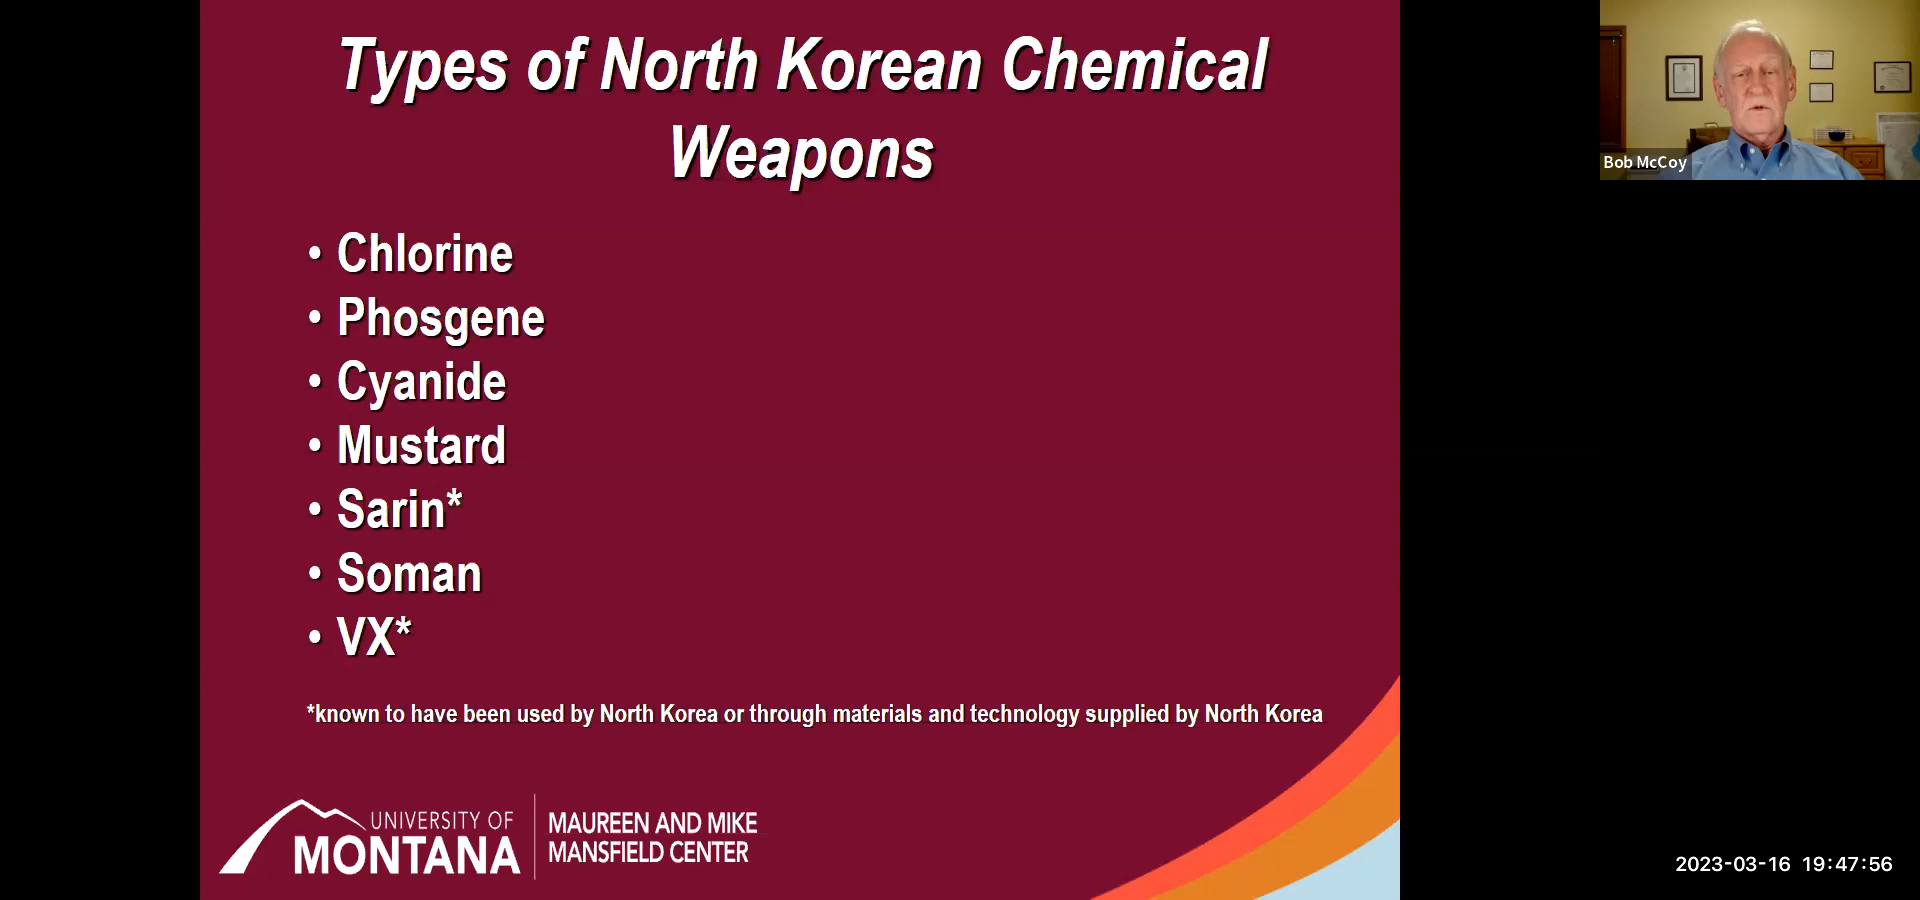 Types of North Korean Chemical
Weapons
• Chlorine
• Phosgene
• Cyanide
• Mustard
• Sarin*
• Soman
• VX*
*known to have been used by North Korea or through materials and technology supplied by North Korea
UNIVERSITY OF
MONTANA
MAUREEN AND MIKE
MANSFIELD CENTER
Bob McCoy
2023-03-16 19:47:56